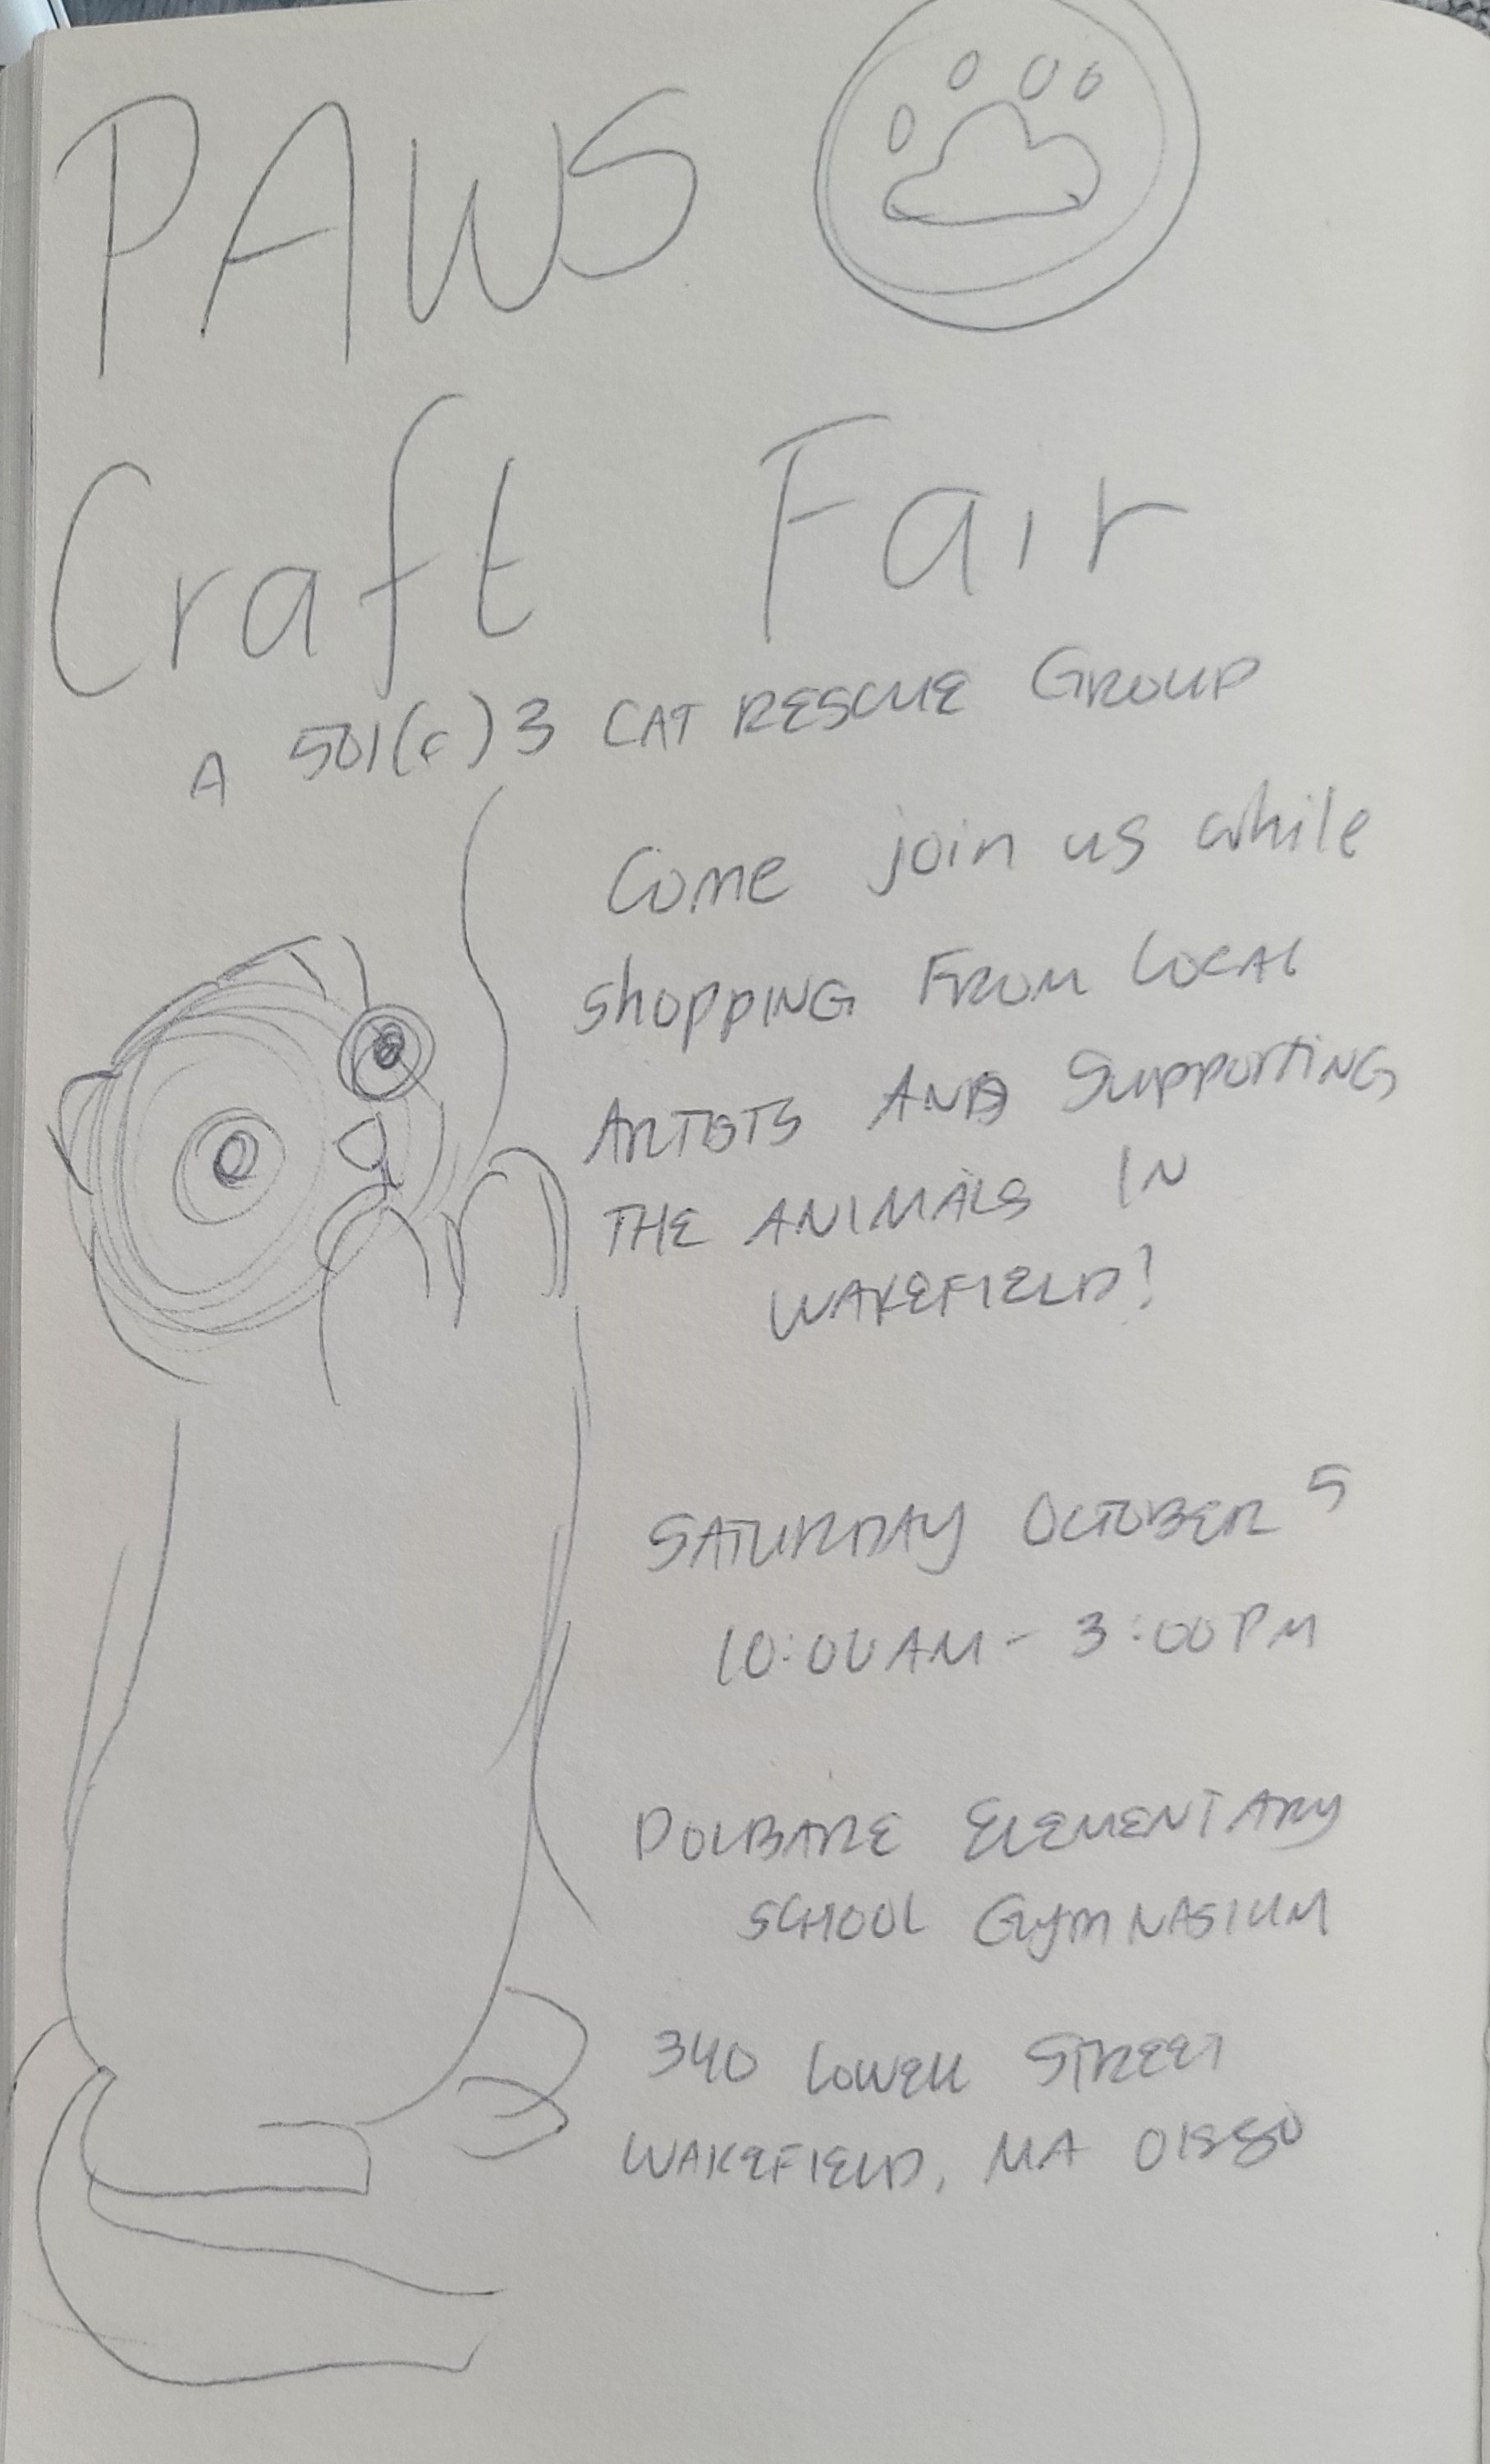 PAWS
Craft Fair
A 501(c)3 CAT RESCUE GROUP
Come join us while
shopping FROM LOCAL
ARTISTS AND Supporting
THE ANIMALS IN
WAKEFIELD!
SATURDAY OCTOBER 5
10:00AM - 3:00PM
DOLBARE ELEMENTARY
SCHOOL GYMNASIUM
340 LOWELL STREET
WAKEFIELD, MA 01880